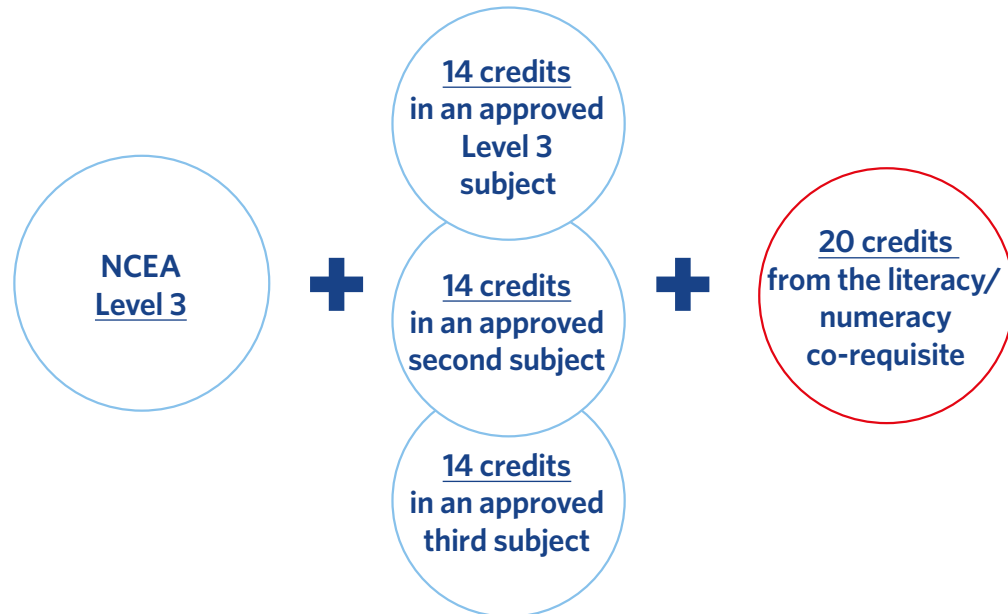 NCEA
Level 3
14 credits
in an approved
Level 3
subject
14 credits
in an approved
second subject
14 credits
in an approved
third subject
20 credits
from the literacy/
numeracy
co-requisite